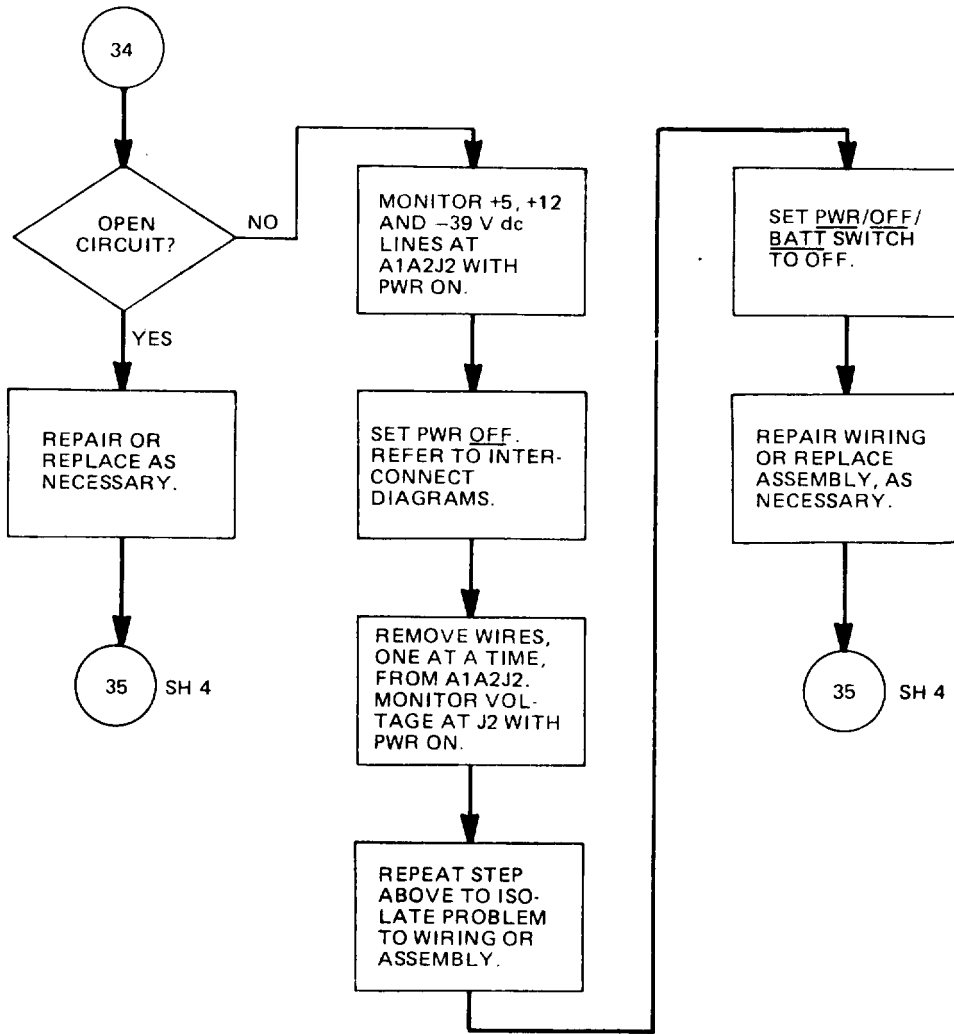 34
OPEN
CIRCUIT?
NO
YES
REPAIR OR
REPLACE AS
NECESSARY.
35
SH 4
MONITOR +5, +12
AND −39 V dc
LINES AT
A1A2J2 WITH
PWR ON.
SET PWR OFF.
REFER TO INTER-
CONNECT
DIAGRAMS.
REMOVE WIRES,
ONE AT A TIME,
FROM A1A2J2.
MONITOR VOL-
TAGE AT J2 WITH
PWR ON.
REPEAT STEP
ABOVE TO ISO-
LATE PROBLEM
TO WIRING OR
ASSEMBLY.
SET PWR/OFF/
BATT SWITCH
TO OFF.
REPAIR WIRING
OR REPLACE
ASSEMBLY, AS
NECESSARY.
35
SH 4